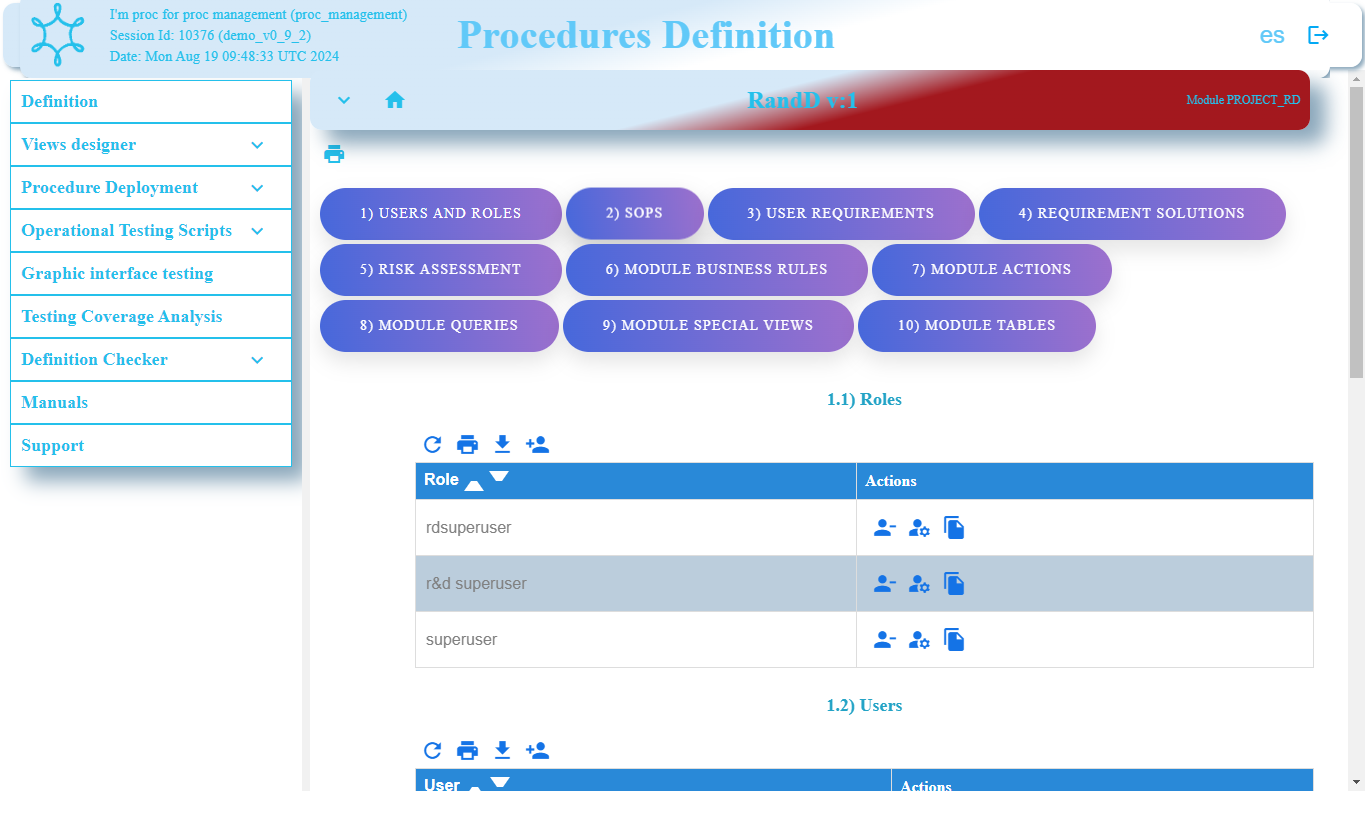 I'm proc for proc management (proc_management)
Session Id: 10376 (demo_v0_9_2)
Date: Mon Aug 19 09:48:33 UTC 2024
Procedures Definition
es
Definition
Views designer
Procedure Deployment
Operational Testing Scripts
Graphic interface testing
Testing Coverage Analysis
Definition Checker
Manuals
Support
RandD v.1
Module PROJECT_RD
1) USERS AND ROLES
2) SOPS
3) USER REQUIREMENTS
4) REQUIREMENT SOLUTIONS
5) RISK ASSESSMENT
6) MODULE BUSINESS RULES
7) MODULE ACTIONS
8) MODULE QUERIES
9) MODULE SPECIAL VIEWS
10) MODULE TABLES
1.1) Roles
Role Actions
rdsuperuser
r&d superuser
superuser
1.2) Users
User Actions